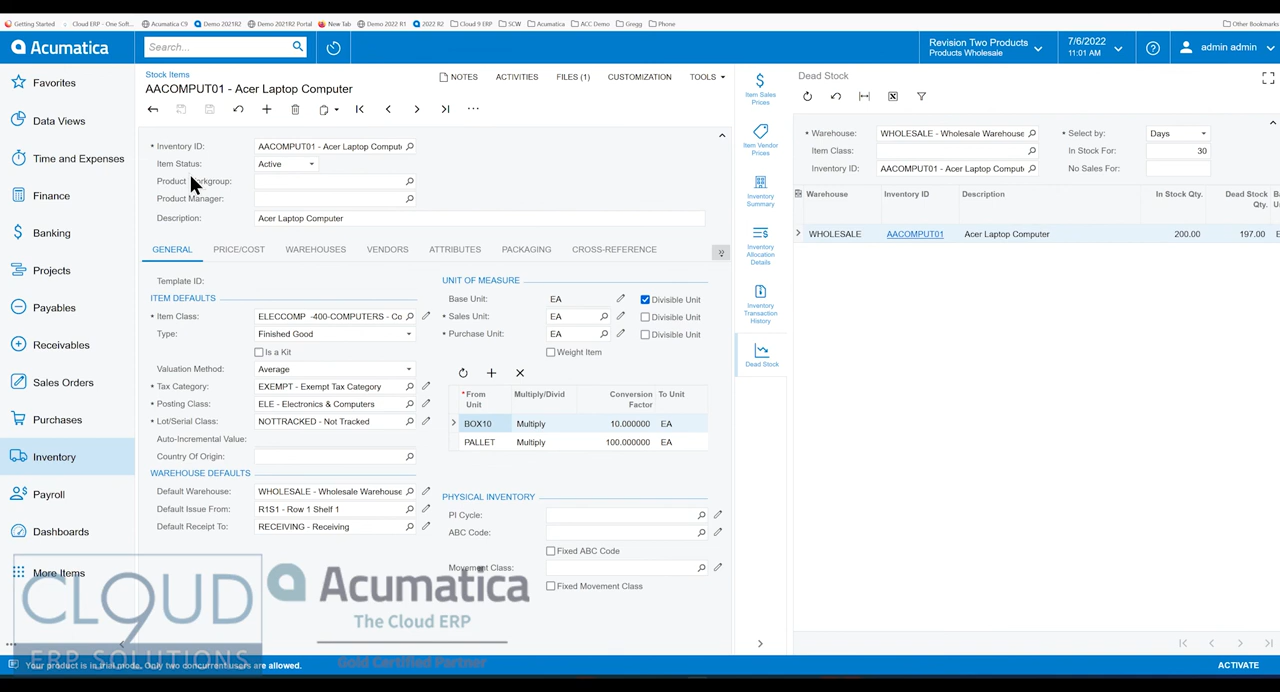 Getting Started Cloud ERP - One Soft... Acumatica C9 Demo 2021R2 Demo 2021R2 Portal New Tab Demo 2022 R1 2022 R2 Cloud 9 ERP SCW Acumatica ACC Demo Gregg Phone Other Bookmarks
Acumatica Search... Revision Two Products Products Wholesale 7/6/2022 11:01 AM admin admin
Favorites
Data Views
Time and Expenses
Finance
Banking
Projects
Payables
Receivables
Sales Orders
Purchases
Inventory
Payroll
Dashboards
More Items
Stock Items
NOTES ACTIVITIES FILES (1) CUSTOMIZATION TOOLS
AACOMPUT01 - Acer Laptop Computer
Inventory ID: AACOMPUT01 - Acer Laptop Comput
Item Status: Active
Product Workgroup:
Product Manager:
Description: Acer Laptop Computer
GENERAL PRICE/COST WAREHOUSES VENDORS ATTRIBUTES PACKAGING CROSS-REFERENCE
Template ID:
ITEM DEFAULTS
Item Class: ELECCOMP -400-COMPUTERS - Co
Type: Finished Good
Is a Kit
Valuation Method: Average
Tax Category: EXEMPT - Exempt Tax Category
Posting Class: ELE - Electronics & Computers
Lot/Serial Class: NOTTRACKED - Not Tracked
Auto-Incremental Value:
Country Of Origin:
WAREHOUSE DEFAULTS
Default Warehouse: WHOLESALE - Wholesale Warehouse
Default Issue From: R1S1 - Row 1 Shelf 1
Default Receipt To: RECEIVING - Receiving
UNIT OF MEASURE
Base Unit: EA Divisible Unit
Sales Unit: EA Divisible Unit
Purchase Unit: EA Divisible Unit
Weight Item
From Unit Multiply/Divid Conversion Factor To Unit
BOX10 Multiply 10.000000 EA
PALLET Multiply 100.000000 EA
PHYSICAL INVENTORY
PI Cycle:
ABC Code:
Fixed ABC Code
Movement Class:
Fixed Movement Class
Item Sales Prices
Item Vendor Prices
Inventory Summary
Inventory Allocation Details
Inventory Transaction History
Dead Stock
Dead Stock
Warehouse: WHOLESALE - Wholesale Warehouse Select by: Days
Item Class: In Stock For: 30
Inventory ID: AACOMPUT01 - Acer Laptop Comput No Sales For:
Warehouse Inventory ID Description In Stock Qty. Dead Stock Qty.
WHOLESALE AACOMPUT01 Acer Laptop Computer 200.00 197.00 E
CLOUD 9
ERP SOLUTIONS
Acumatica
The Cloud ERP
Gold Certified Partner
Your product is in trial mode. Only two concurrent users are allowed. ACTIVATE